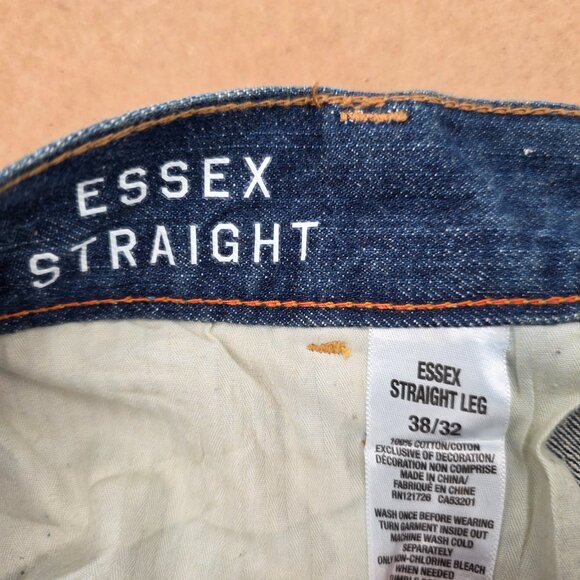 ESSEX
STRAIGHT
ESSEX
STRAIGHT LEG
38/32
100% COTTON/COTON
EXCLUSIVE OF DECORATION/
DÉCORATION NON COMPRISE
MADE IN CHINA/
FABRIQUÉ EN CHINE
RN121726 CA53201
WASH ONCE BEFORE WEARING
TURN GARMENT INSIDE OUT
MACHINE WASH COLD
SEPARATELY
ONLY NON-CHLORINE BLEACH
WHEN NEEDED